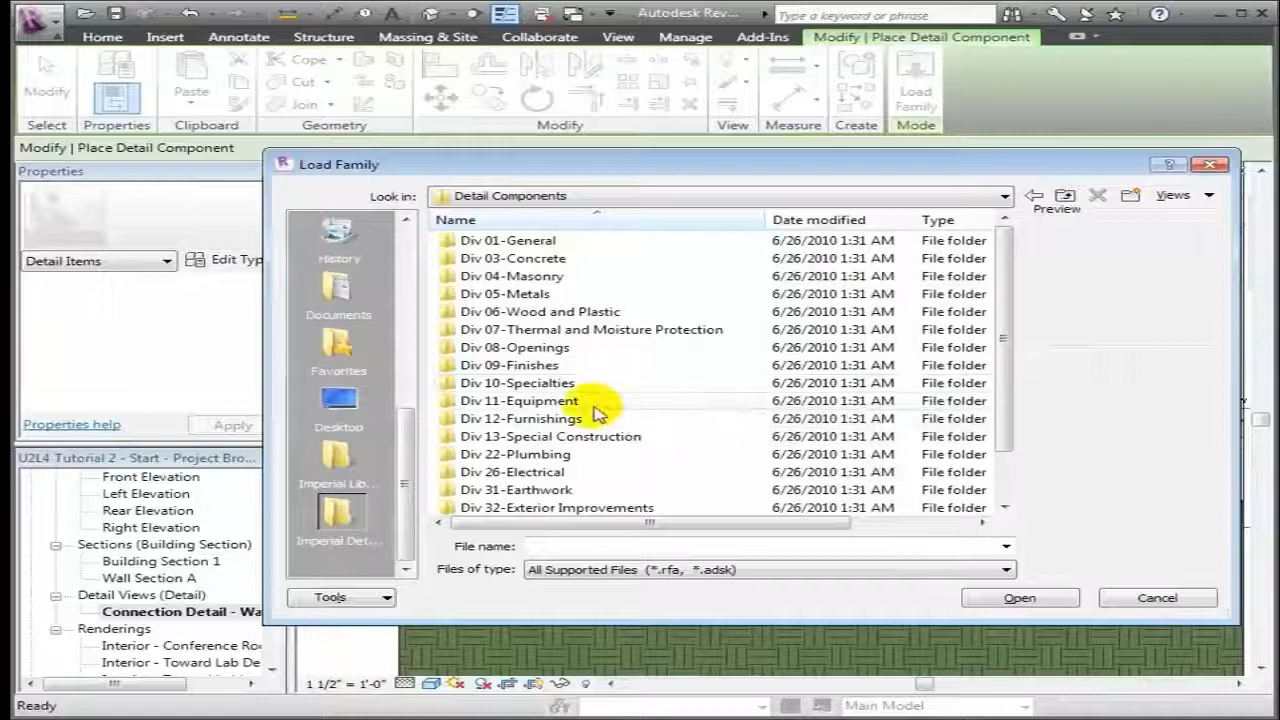 Autodesk Rev...
Type a keyword or phrase
Home Insert Annotate Structure Massing & Site Collaborate View Manage Add-Ins Modify | Place Detail Component
Modify
Paste
Cope
Cut
Join
Load
Family
Select Properties Clipboard Geometry Modify View Measure Create Mode
Modify | Place Detail Component
Properties
Detail Items
Edit Typ
Properties help
Apply
U2L4 Tutorial 2 - Start - Project Bro...
Front Elevation
Left Elevation
Rear Elevation
Right Elevation
Sections (Building Section)
Building Section 1
Wall Section A
Detail Views (Detail)
Connection Detail - Wa
Renderings
Interior - Conference Ro
Interior - Toward Lab De
Load Family
Look in: Detail Components
Views
Preview
History
Documents
Favorites
Desktop
Imperial Lib...
Imperial Det...
Name Date modified Type
Div 01-General 6/26/2010 1:31 AM File folder
Div 03-Concrete 6/26/2010 1:31 AM File folder
Div 04-Masonry 6/26/2010 1:31 AM File folder
Div 05-Metals 6/26/2010 1:31 AM File folder
Div 06-Wood and Plastic 6/26/2010 1:31 AM File folder
Div 07-Thermal and Moisture Protection 6/26/2010 1:31 AM File folder
Div 08-Openings 6/26/2010 1:31 AM File folder
Div 09-Finishes 6/26/2010 1:31 AM File folder
Div 10-Specialties 6/26/2010 1:31 AM File folder
Div 11-Equipment 6/26/2010 1:31 AM File folder
Div 12-Furnishings 6/26/2010 1:31 AM File folder
Div 13-Special Construction 6/26/2010 1:31 AM File folder
Div 22-Plumbing 6/26/2010 1:31 AM File folder
Div 26-Electrical 6/26/2010 1:31 AM File folder
Div 31-Earthwork 6/26/2010 1:31 AM File folder
Div 32-Exterior Improvements 6/26/2010 1:31 AM File folder
File name:
Files of type: All Supported Files (*.rfa, *.adsk)
Tools
Open
Cancel
1 1/2" = 1'-0"
Ready
Main Model